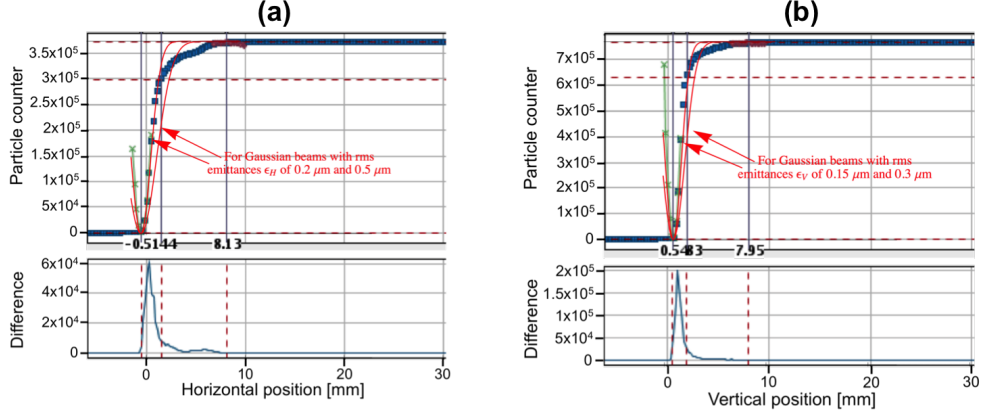 (a)
(b)
Particle counter
3.5x10⁵
3x10⁵
2.5x10⁵
2x10⁵
1.5x10⁵
1x10⁵
5x10⁴
0
For Gaussian beams with rms
emittances ϵH of 0.2 μm and 0.5 μm
8.13
Difference
6x10⁴
4x10⁴
2x10⁴
0
0
10
20
30
Horizontal position [mm]
Particle counter
7x10⁵
6x10⁵
5x10⁵
4x10⁵
3x10⁵
2x10⁵
1x10⁵
0
For Gaussian beams with rms
emittances ϵV of 0.15 μm and 0.3 μm
7.95
Difference
2x10⁵
1.5x10⁵
1x10⁵
5x10⁴
0
0
10
20
30
Vertical position [mm]